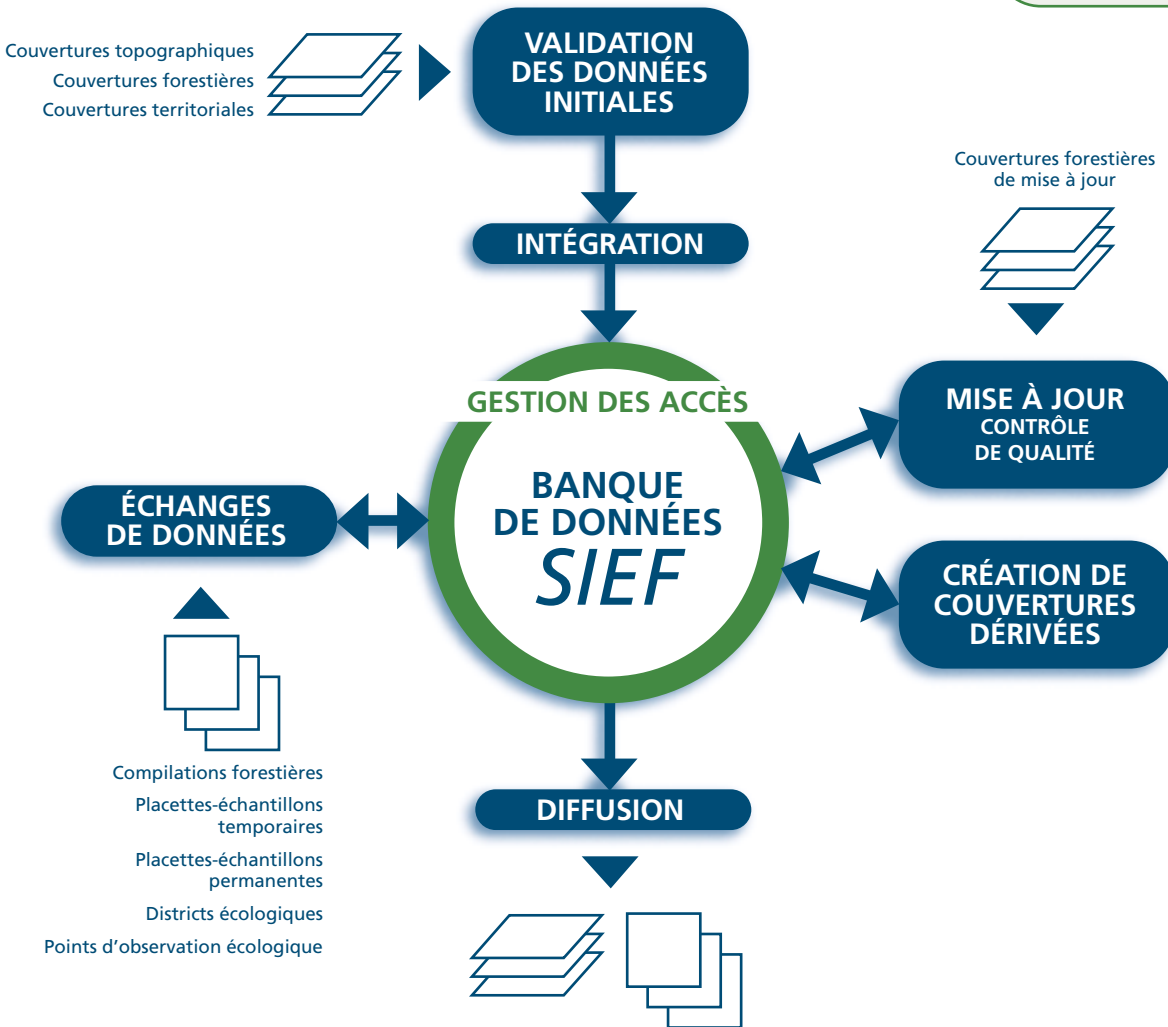 Couvertures topographiques
Couvertures forestières
Couvertures territoriales
VALIDATION
DES DONNÉES
INITIALES
INTÉGRATION
Couvertures forestières
de mise à jour
GESTION DES ACCÈS
BANQUE
DE DONNÉES
SIEF
MISE À JOUR
CONTRÔLE
DE QUALITÉ
ÉCHANGES
DE DONNÉES
CRÉATION DE
COUVERTURES
DÉRIVÉES
Compilations forestières
Placettes-échantillons
temporaires
Placettes-échantillons
permanentes
Districts écologiques
Points d'observation écologique
DIFFUSION